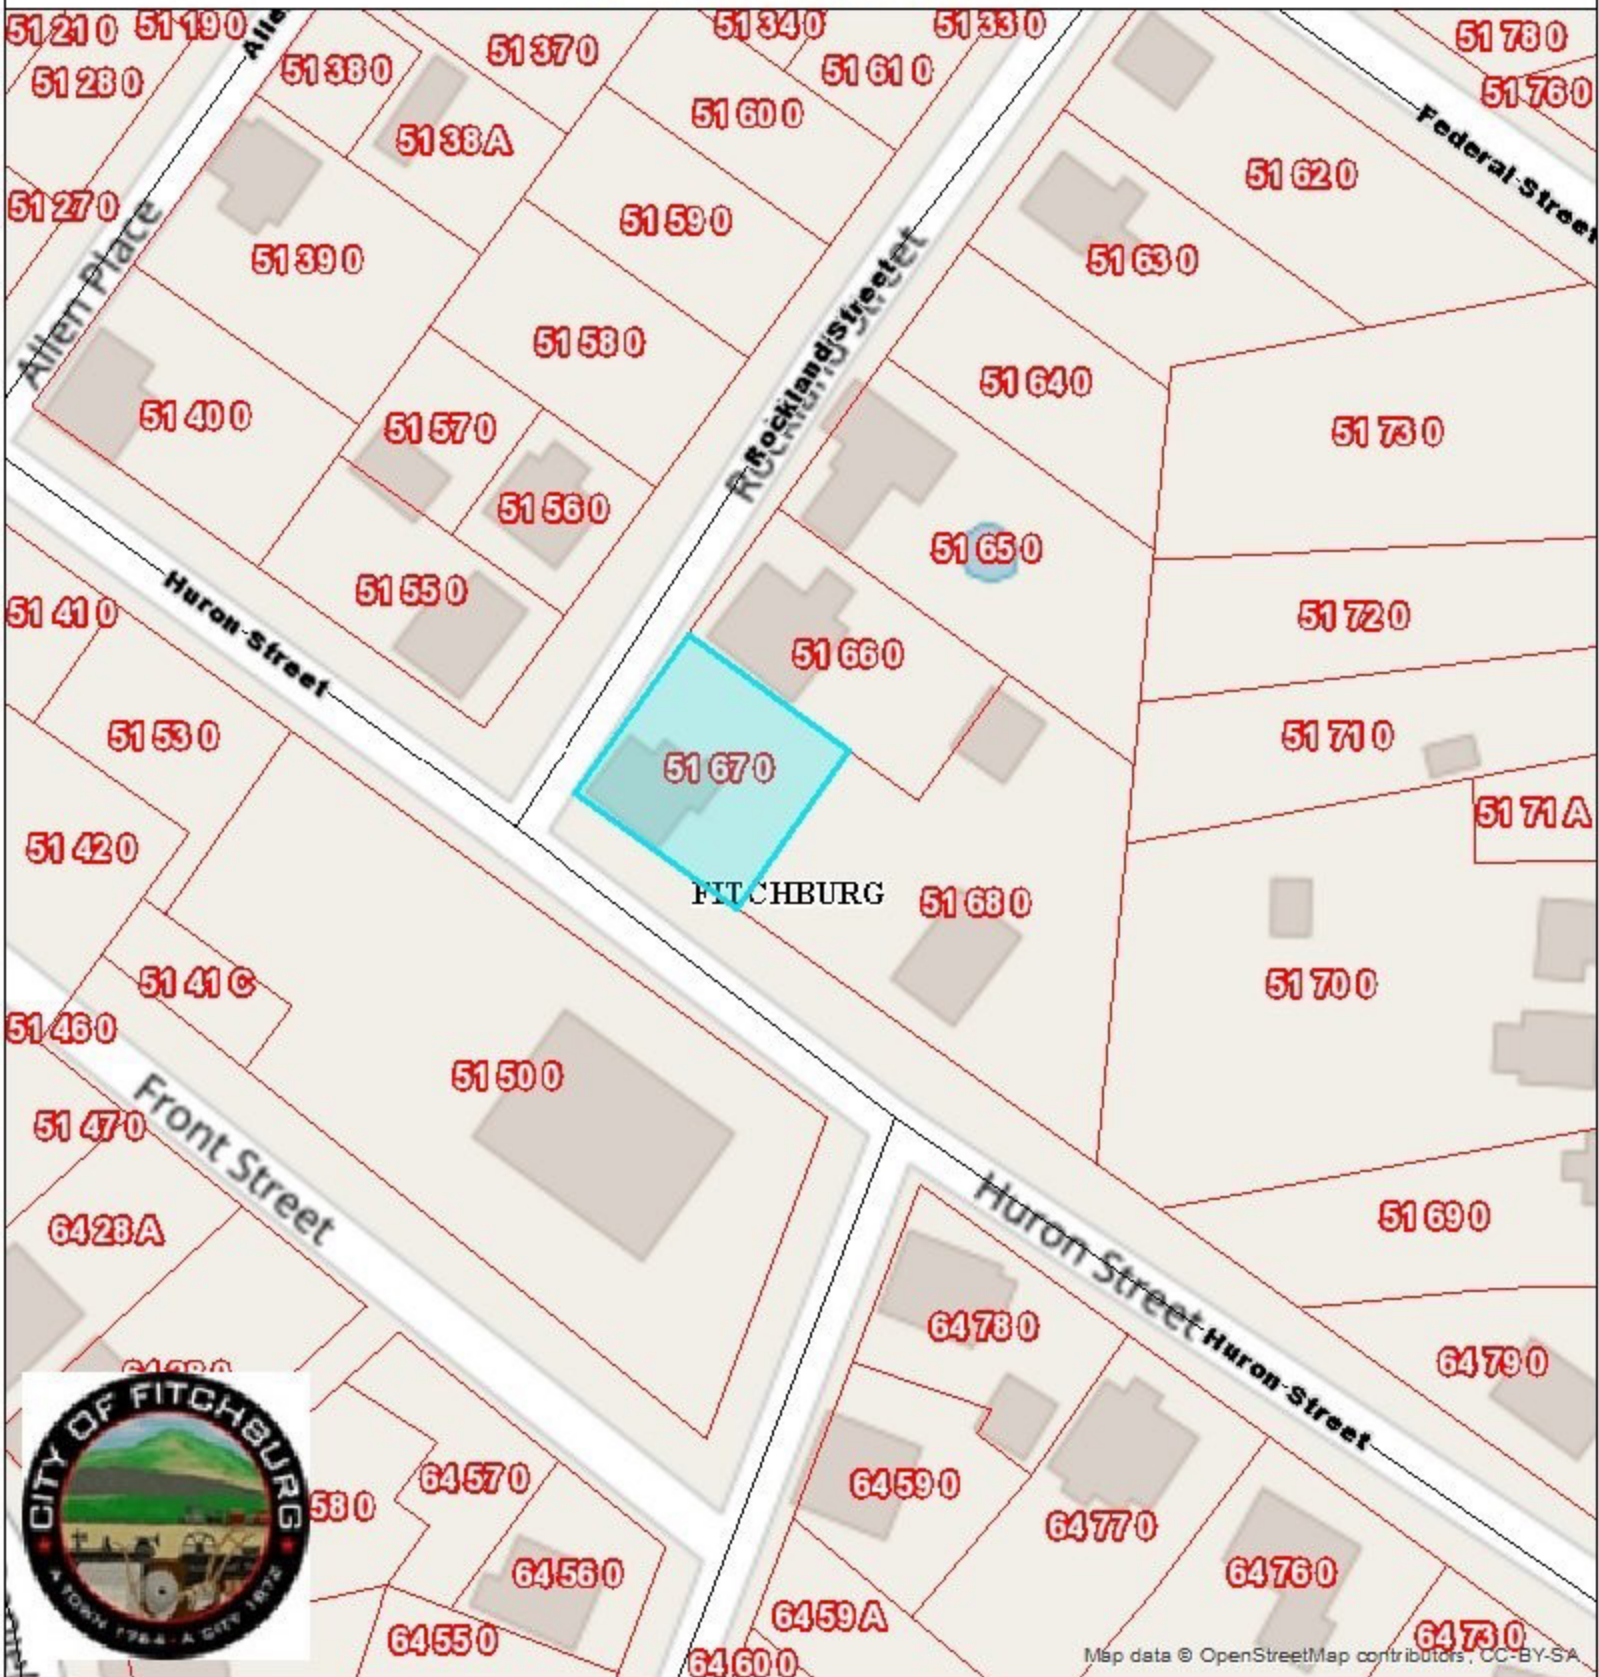 51 21 0
51 19 0
Alle
51 38 0
51 37 0
51 34 0
51 33 0
51 78 0
51 28 0
51 61 0
51 76 0
51 60 0
51 38 A
Federal Street
51 62 0
51 27 0
51 59 0
51 39 0
51 63 0
Allen Place
Rockland Street
Rockland Street
51 58 0
51 64 0
51 40 0
51 57 0
51 73 0
51 56 0
51 65 0
51 55 0
51 41 0
Huron Street
51 72 0
51 66 0
51 53 0
51 71 0
51 67 0
51 71 A
51 42 0
FITCHBURG
51 68 0
51 41 C
51 70 0
51 46 0
51 50 0
51 47 0
Front Street
64 28 A
51 69 0
Huron Street
Huron Street
64 78 0
64 79 0
64 57 0
64 59 0
58 0
64 77 0
64 56 0
64 76 0
64 59 A
64 55 0
64 73 0
64 60 0
CITY OF FITCHBURG
A TOWN 1764 A CITY 1872
Map data © OpenStreetMap contributors, CC-BY-SA